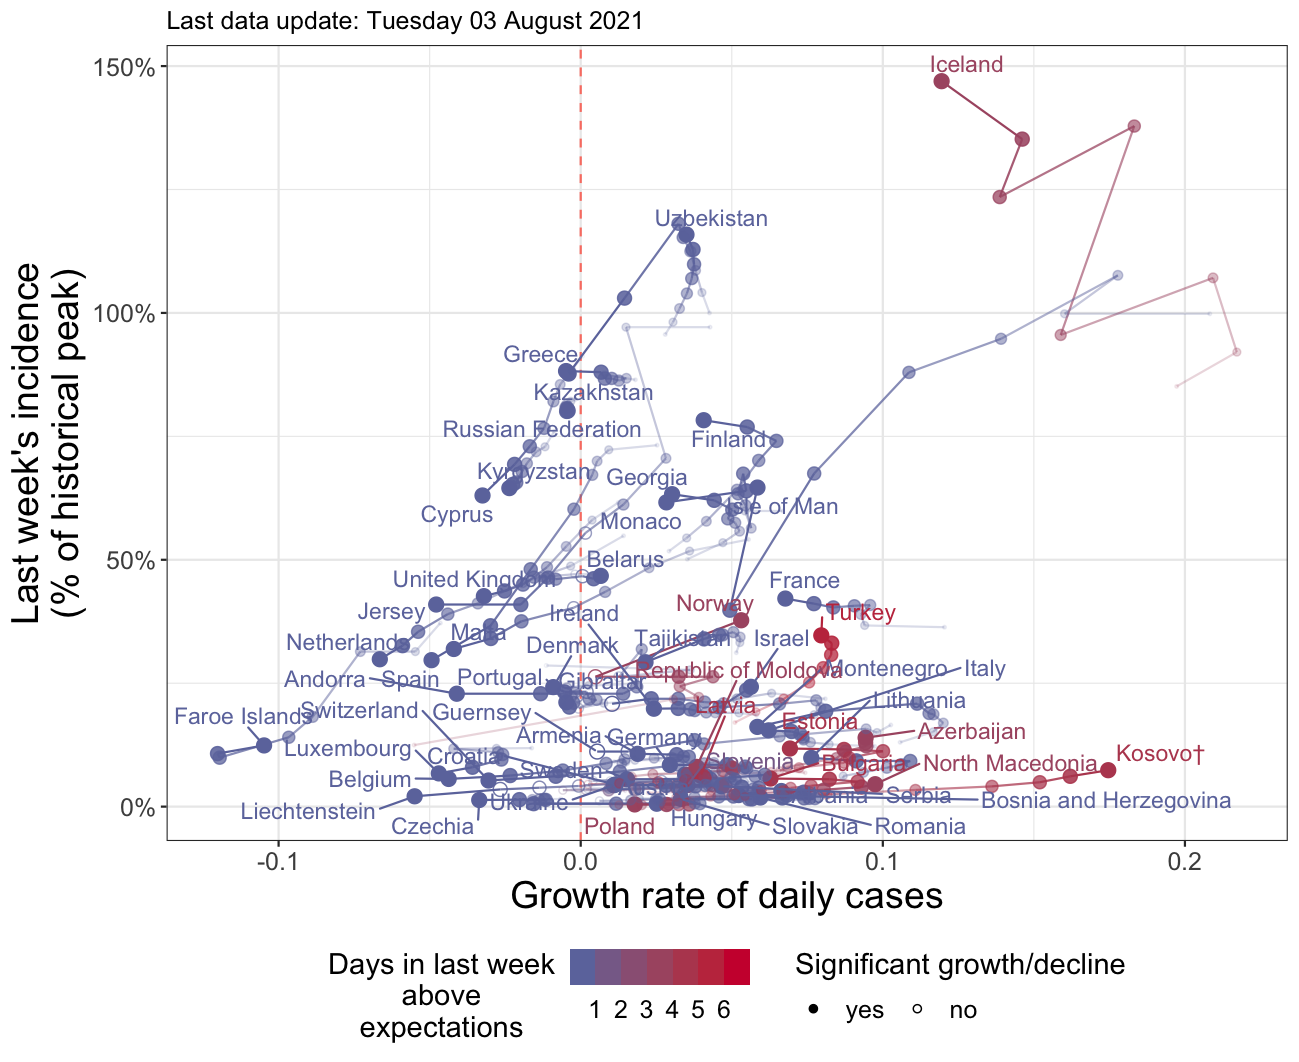 Last data update: Tuesday 03 August 2021
Last week's incidence
(% of historical peak)
150%
100%
50%
0%
Iceland
Uzbekistan
Greece
Kazakhstan
Russian Federation
Finland
Kyrgyzstan
Georgia
Cyprus
Isle of Man
Monaco
Belarus
United Kingdom
France
Jersey
Ireland
Norway
Turkey
Netherlands
Malta
Denmark
Tajikistan
Israel
Andorra
Spain
Portugal
Gibraltar
Republic of Moldova
Montenegro
Italy
Faroe Islands
Switzerland
Guernsey
Latvia
Lithuania
Luxembourg
Croatia
Armenia
Germany
Estonia
Azerbaijan
Belgium
Sweden
Slovenia
Bulgaria
North Macedonia
Kosovo†
Liechtenstein
Ukraine
Serbia
Bosnia and Herzegovina
Czechia
Poland
Hungary
Slovakia
Romania
-0.1
0.0
0.1
0.2
Growth rate of daily cases
Days in last week
above
expectations
1 2 3 4 5 6
Significant growth/decline
yes
no